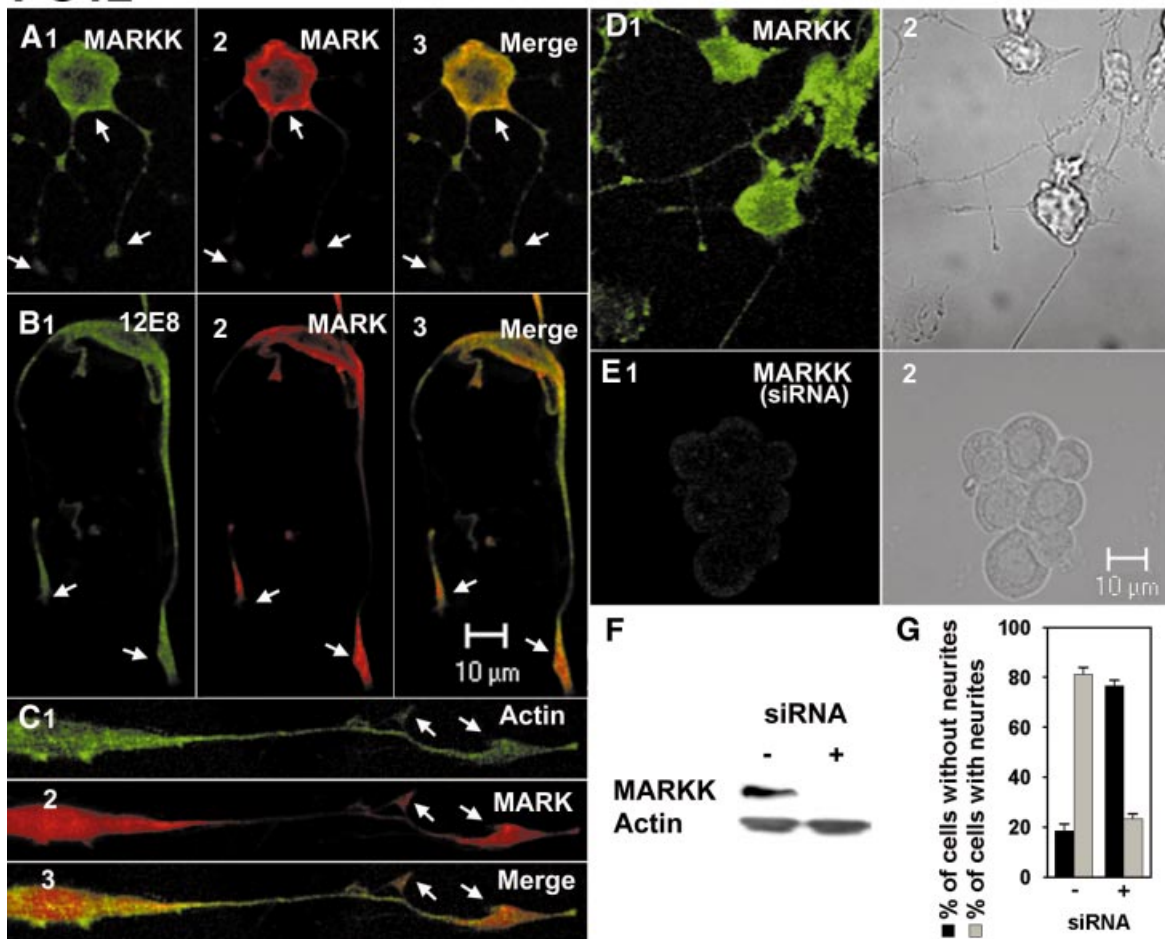 A1 MARKK
2 MARK
3 Merge
B1 12E8
2 MARK
3 Merge
10 µm
C1 Actin
2 MARK
3 Merge
D1 MARKK
2
E1 MARKK
(siRNA)
2
10 µm
F
siRNA
- +
MARKK
Actin
G
% of cells without neurites
% of cells with neurites
100
80
60
40
20
0
- +
siRNA